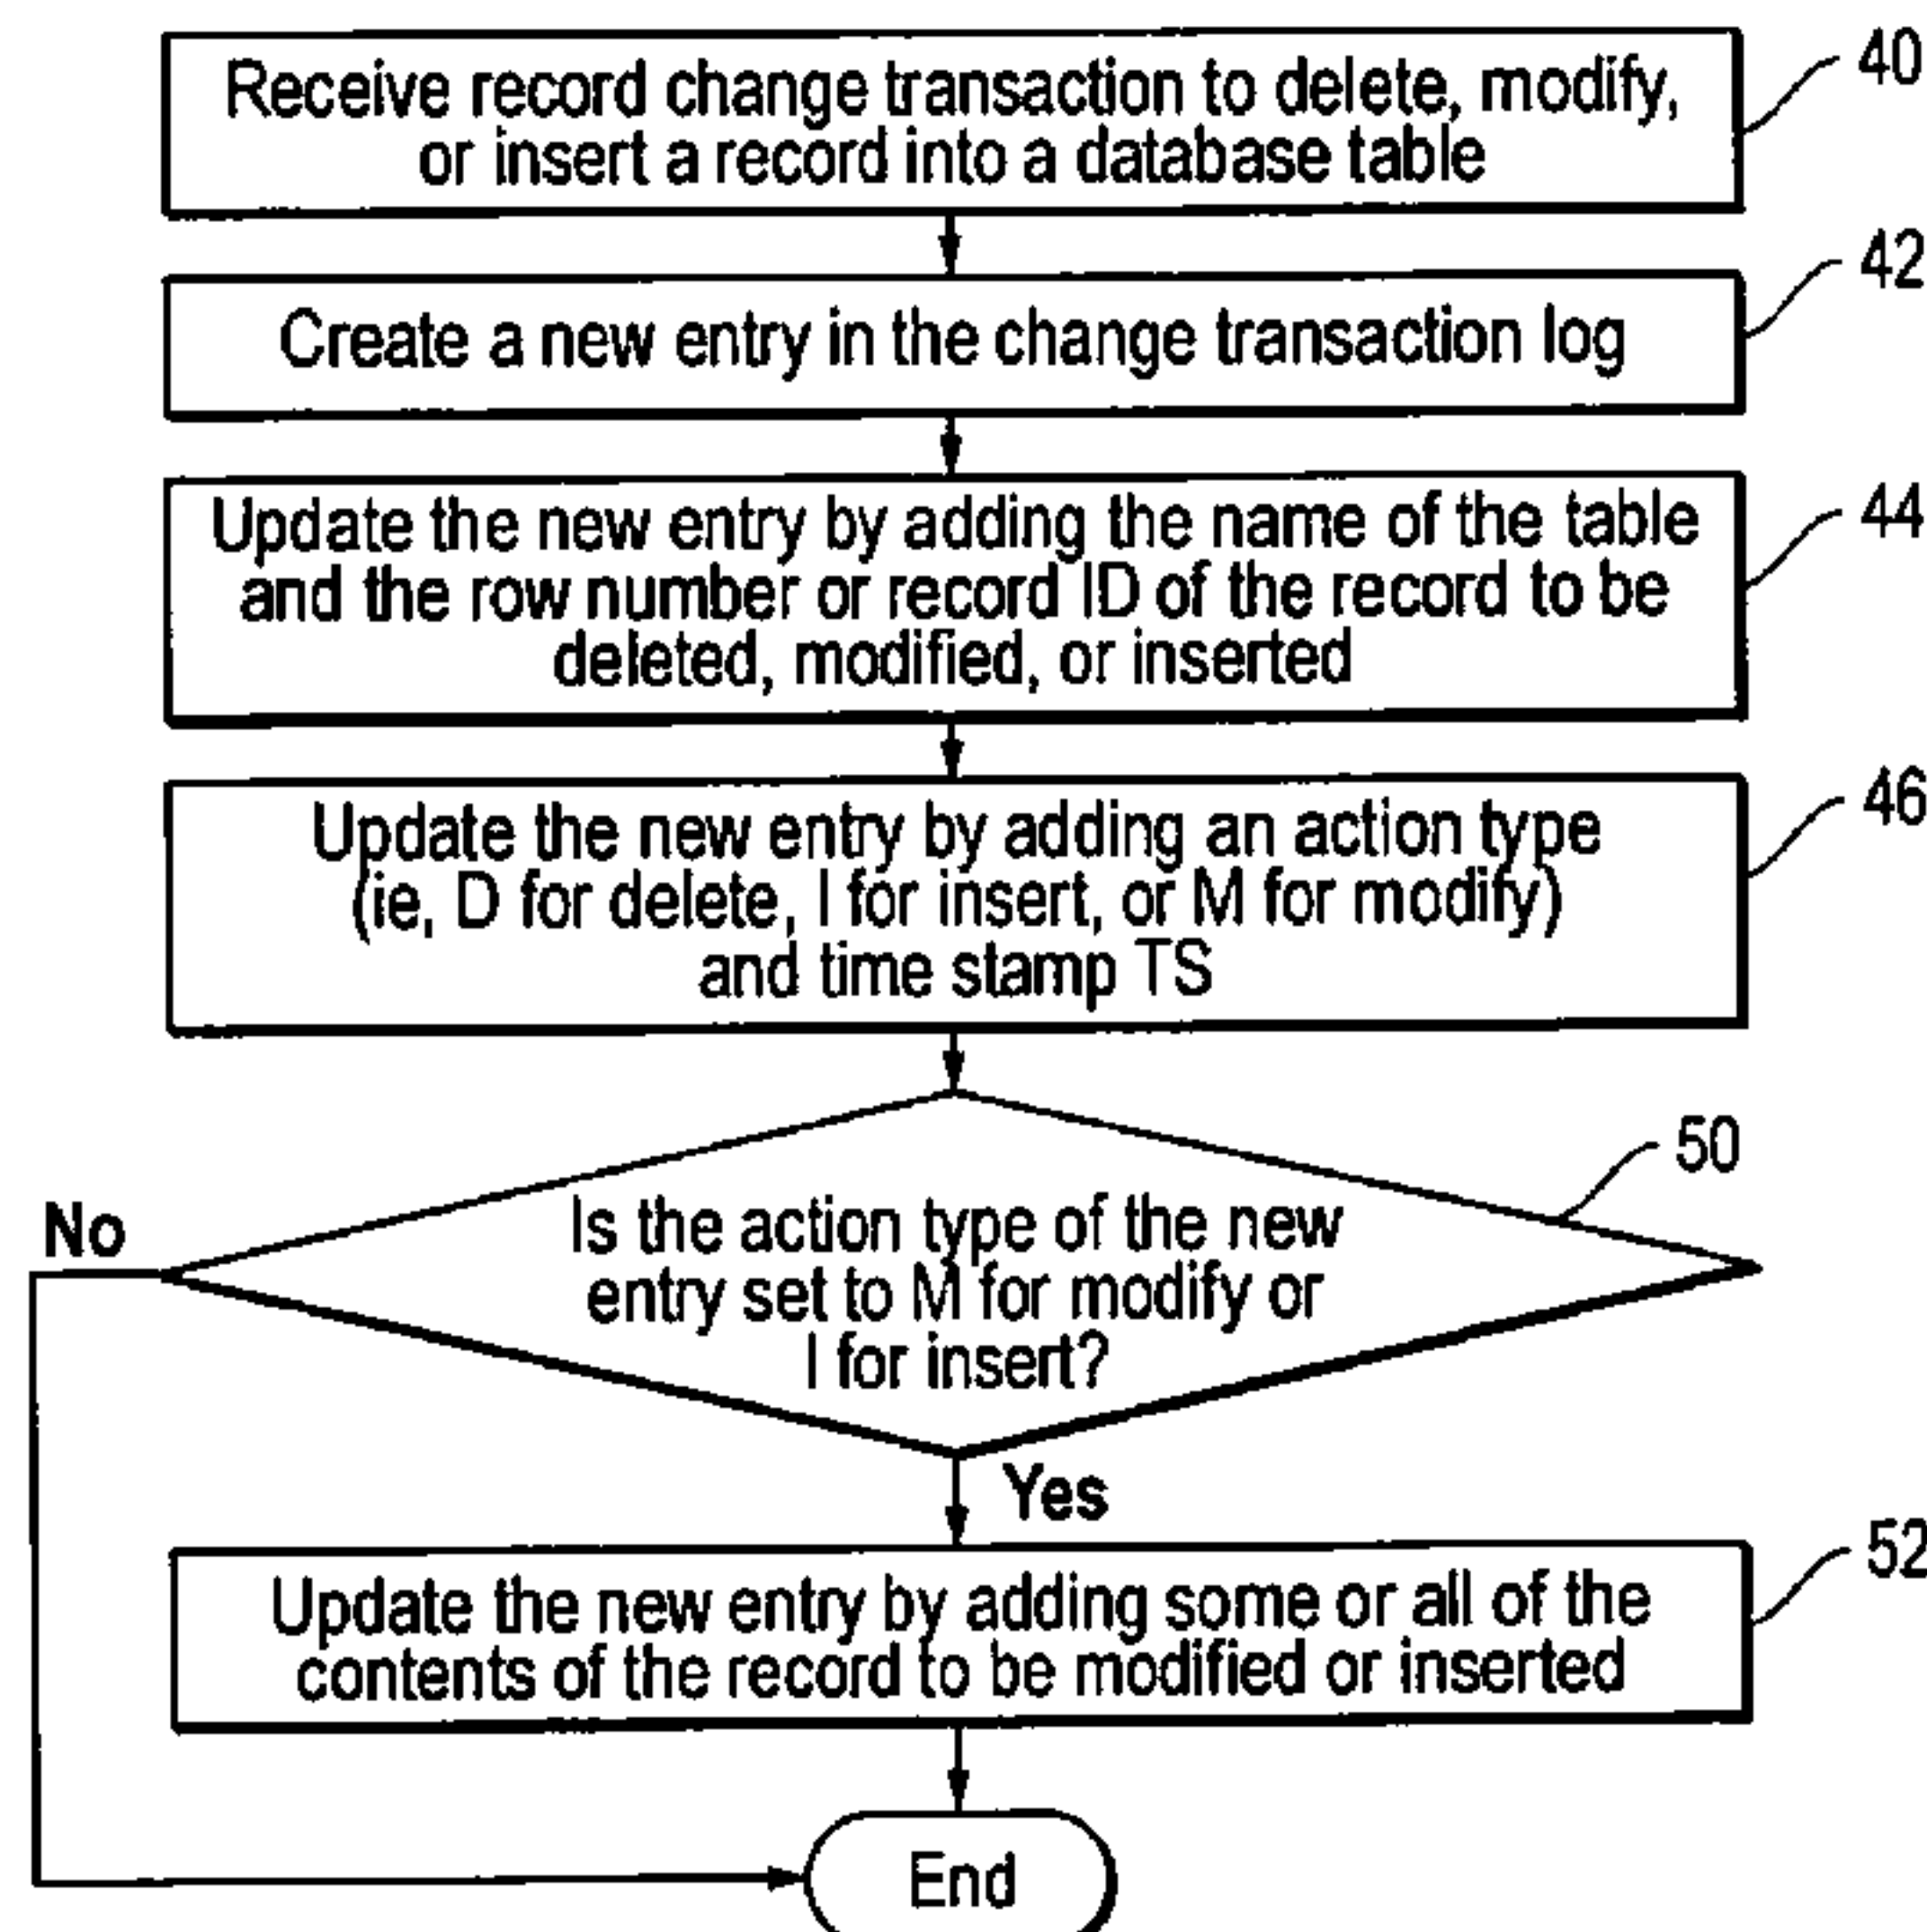 Receive record change transaction to delete, modify,
or insert a record into a database table
40
Create a new entry in the change transaction log
42
Update the new entry by adding the name of the table
and the row number or record ID of the record to be
deleted, modified, or inserted
44
Update the new entry by adding an action type
(ie, D for delete, I for insert, or M for modify)
and time stamp TS
46
Is the action type of the new
entry set to M for modify or
I for insert?
50
No
Yes
Update the new entry by adding some or all of the
contents of the record to be modified or inserted
52
End